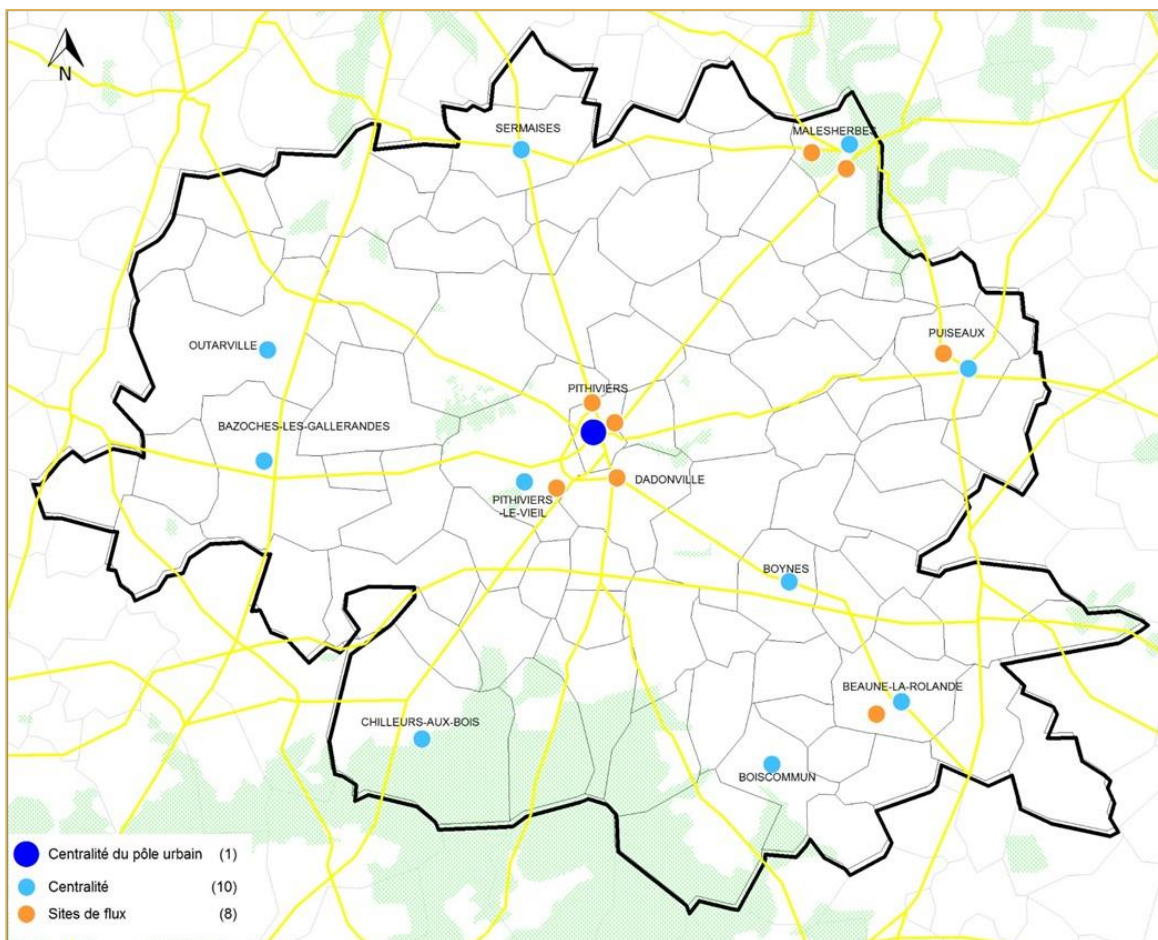 N
SERMAISES
MALESHERBES
OUTARVILLE
PUISEAUX
PITHIVIERS
BAZOCHES-LES-GALLERANDES
DADONVILLE
PITHIVIERS
-LE-VIEIL
BOYNES
BEAUNE-LA-ROLANDE
CHILLEURS-AUX-BOIS
BOISCOMMUN
Centralité du pôle urbain (1)
Centralité (10)
Sites de flux (8)